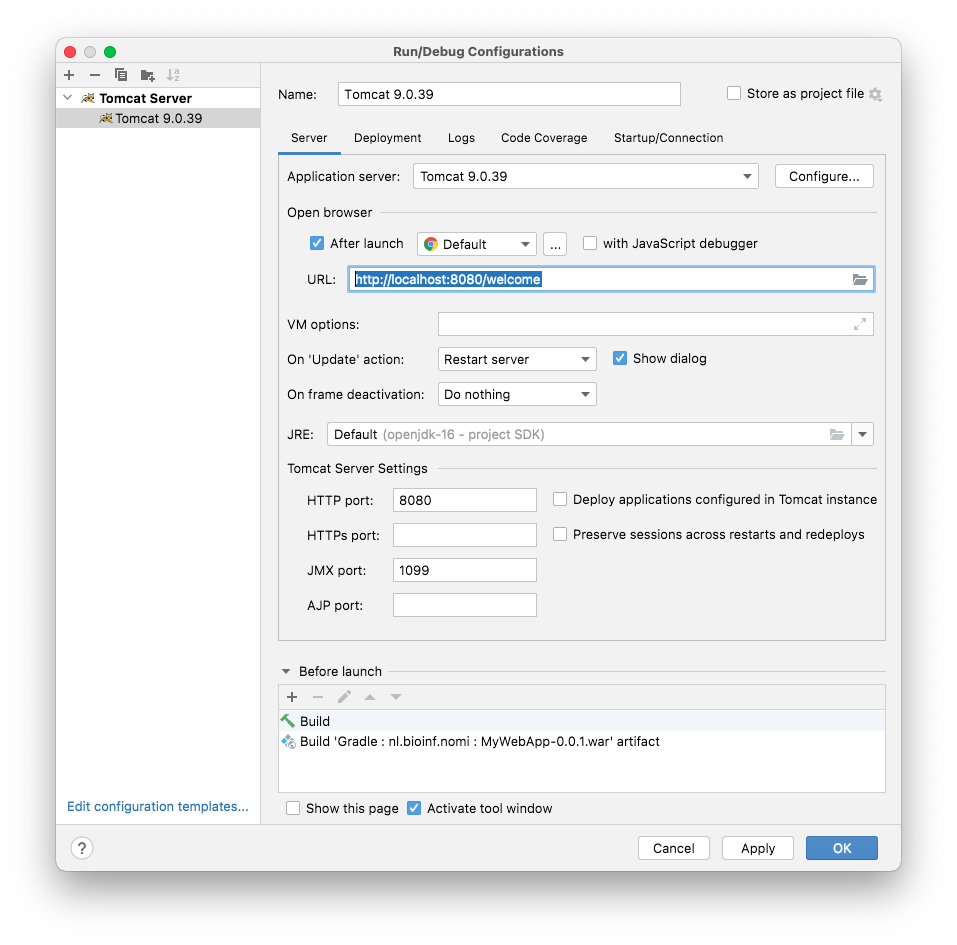 Run/Debug Configurations
Tomcat Server
Tomcat 9.0.39
Name: Tomcat 9.0.39 Store as project file
Server Deployment Logs Code Coverage Startup/Connection
Application server: Tomcat 9.0.39 Configure...
Open browser
After launch Default ... with JavaScript debugger
URL: http://localhost:8080/welcome
VM options:
On 'Update' action: Restart server Show dialog
On frame deactivation: Do nothing
JRE: Default (openjdk-16 - project SDK)
Tomcat Server Settings
HTTP port: 8080 Deploy applications configured in Tomcat instance
HTTPs port: Preserve sessions across restarts and redeploys
JMX port: 1099
AJP port:
Before launch
Build
Build 'Gradle : nl.bioinf.nomi : MyWebApp-0.0.1.war' artifact
Edit configuration templates...
Show this page Activate tool window
? Cancel Apply OK